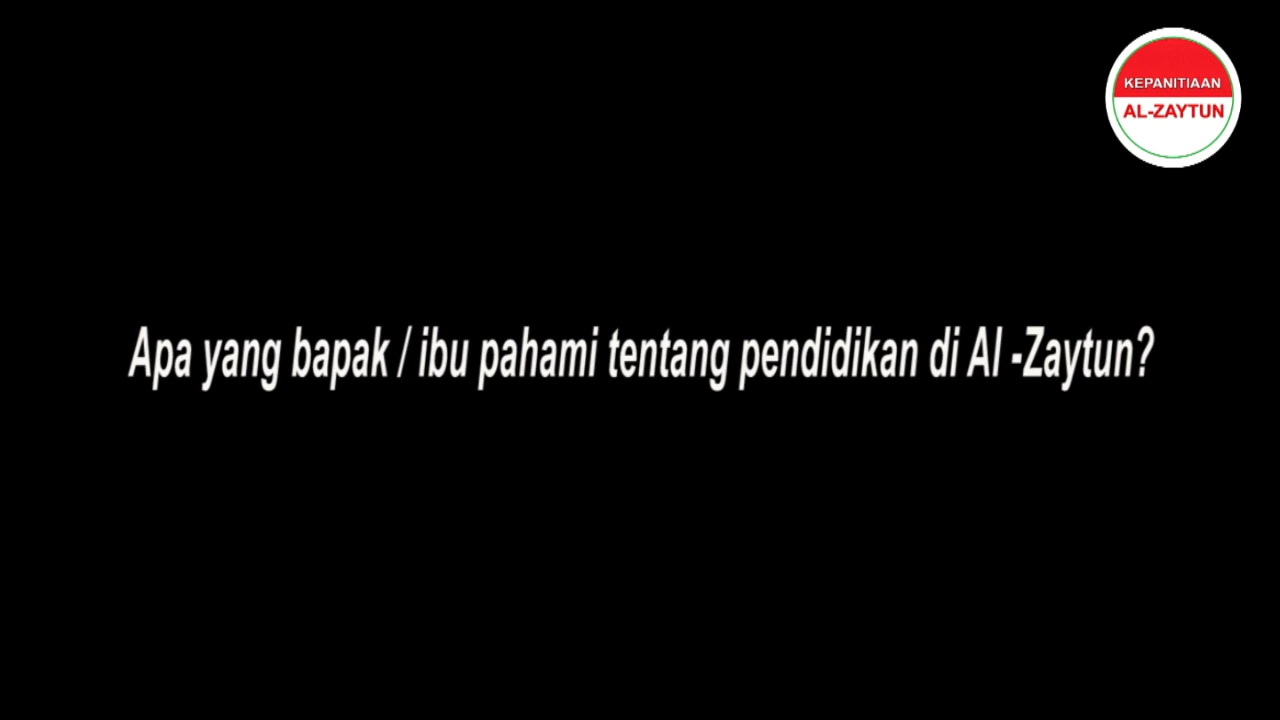 KEPANITIAAN
AL-ZAYTUN
Apa yang bapak / ibu pahami tentang pendidikan di Al -Zaytun?